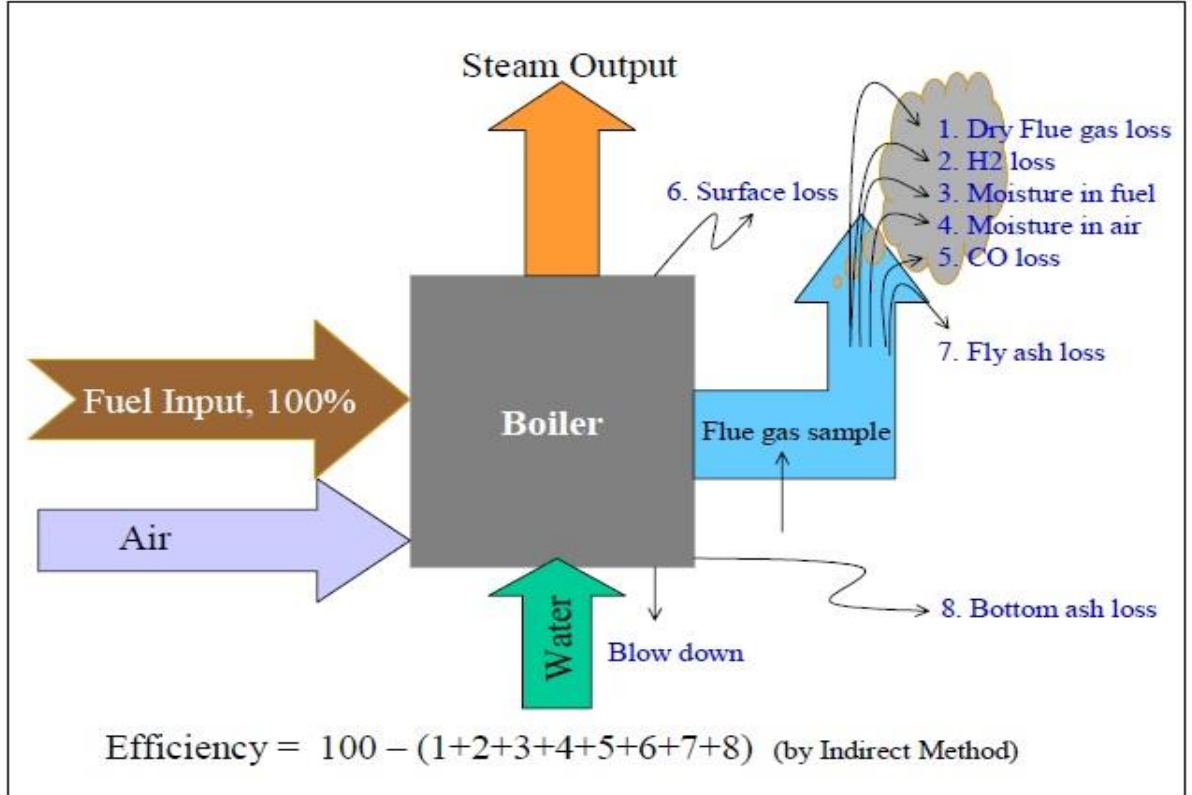 Steam Output
1. Dry Flue gas loss
2. H2 loss
3. Moisture in fuel
4. Moisture in air
5. CO loss
6. Surface loss
7. Fly ash loss
Fuel Input, 100%
Boiler
Flue gas sample
Air
Water
Blow down
8. Bottom ash loss
Efficiency = 100 – (1+2+3+4+5+6+7+8) (by Indirect Method)